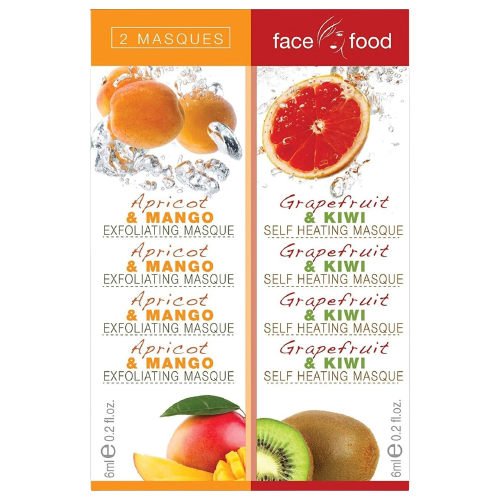 2 MASQUES
face food
Apricot
& MANGO
EXFOLIATING MASQUE
Apricot
& MANGO
EXFOLIATING MASQUE
Apricot
& MANGO
EXFOLIATING MASQUE
Apricot
& MANGO
EXFOLIATING MASQUE
6ml e 0.2 fl.oz.
Grapefruit
& KIWI
SELF HEATING MASQUE
Grapefruit
& KIWI
SELF HEATING MASQUE
Grapefruit
& KIWI
SELF HEATING MASQUE
Grapefruit
& KIWI
SELF HEATING MASQUE
6ml e 0.2 fl.oz.